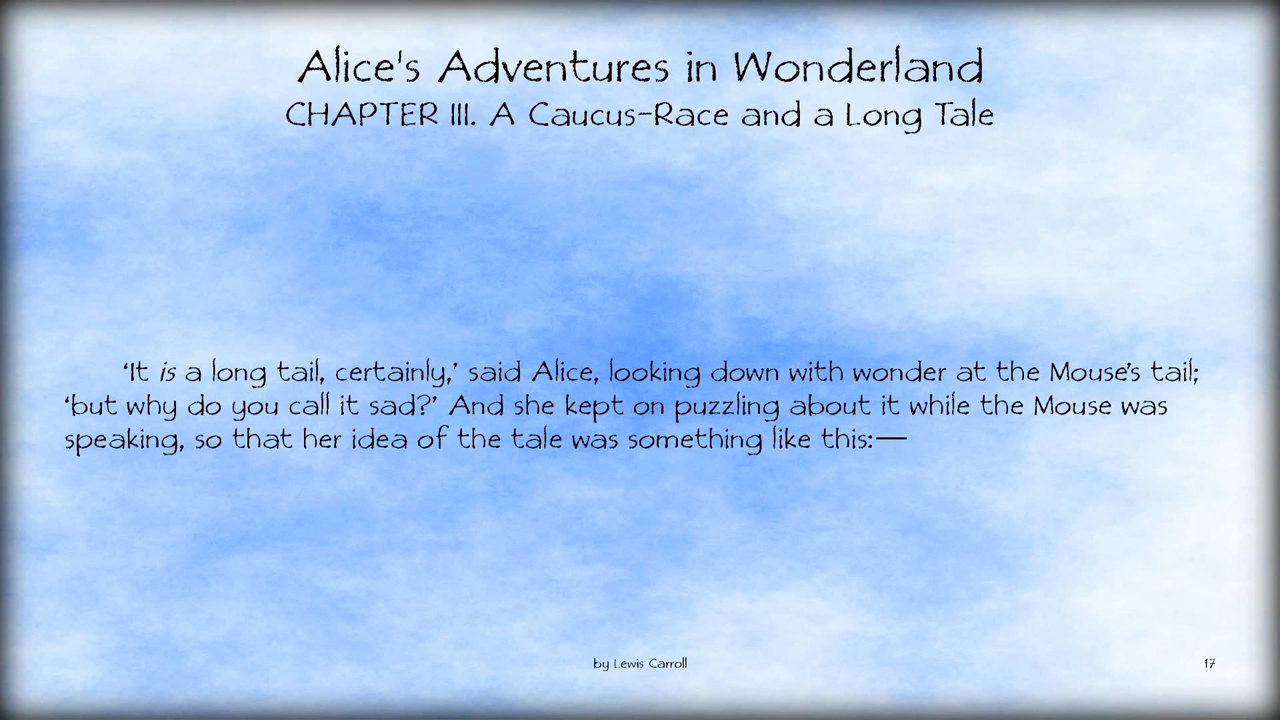 Alice's Adventures in Wonderland
CHAPTER III. A Caucus-Race and a Long Tale
‘It is a long tail, certainly,’ said Alice, looking down with wonder at the Mouse’s tail;
‘but why do you call it sad?’ And she kept on puzzling about it while the Mouse was
speaking, so that her idea of the tale was something like this:—
by Lewis Carroll
17